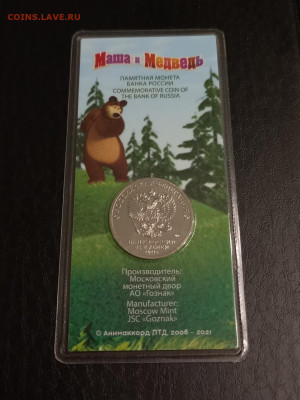 coins.lave.ru
Маша и Медведь
ПАМЯТНАЯ МОНЕТА
БАНКА РОССИИ
COMMEMORATIVE COIN OF
THE BANK OF RUSSIA
Производитель:
Московский
монетный двор
АО «Гознак»
Manufacturer:
Moscow Mint
JSC «Goznak»
© Анимаккорд ЛТД, 2008 - 2021